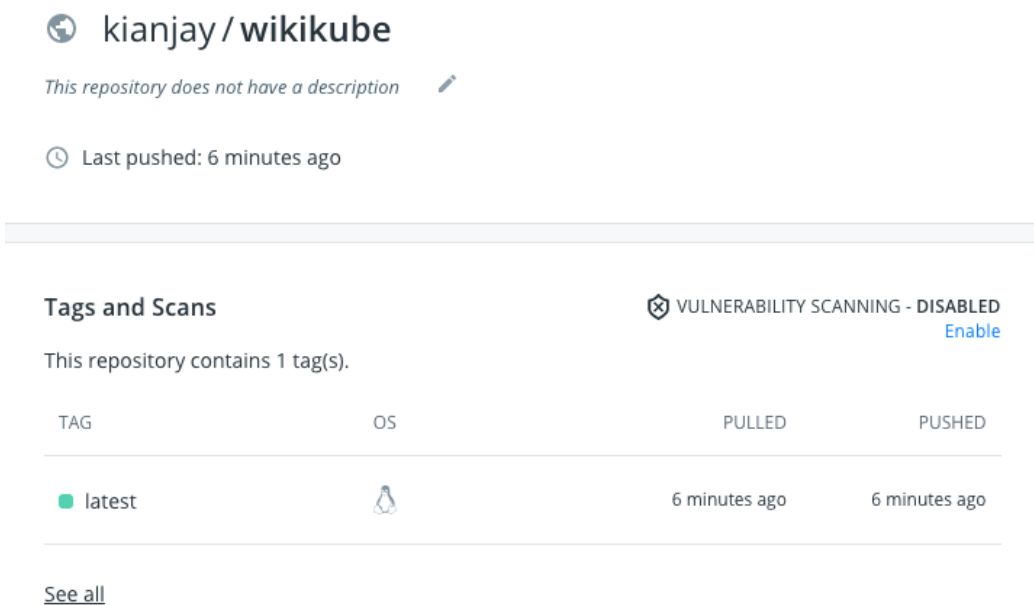 kianjay / wikikube
This repository does not have a description
Last pushed: 6 minutes ago
Tags and Scans
VULNERABILITY SCANNING - DISABLED
Enable
This repository contains 1 tag(s).
TAG OS PULLED PUSHED
latest 6 minutes ago 6 minutes ago
See all